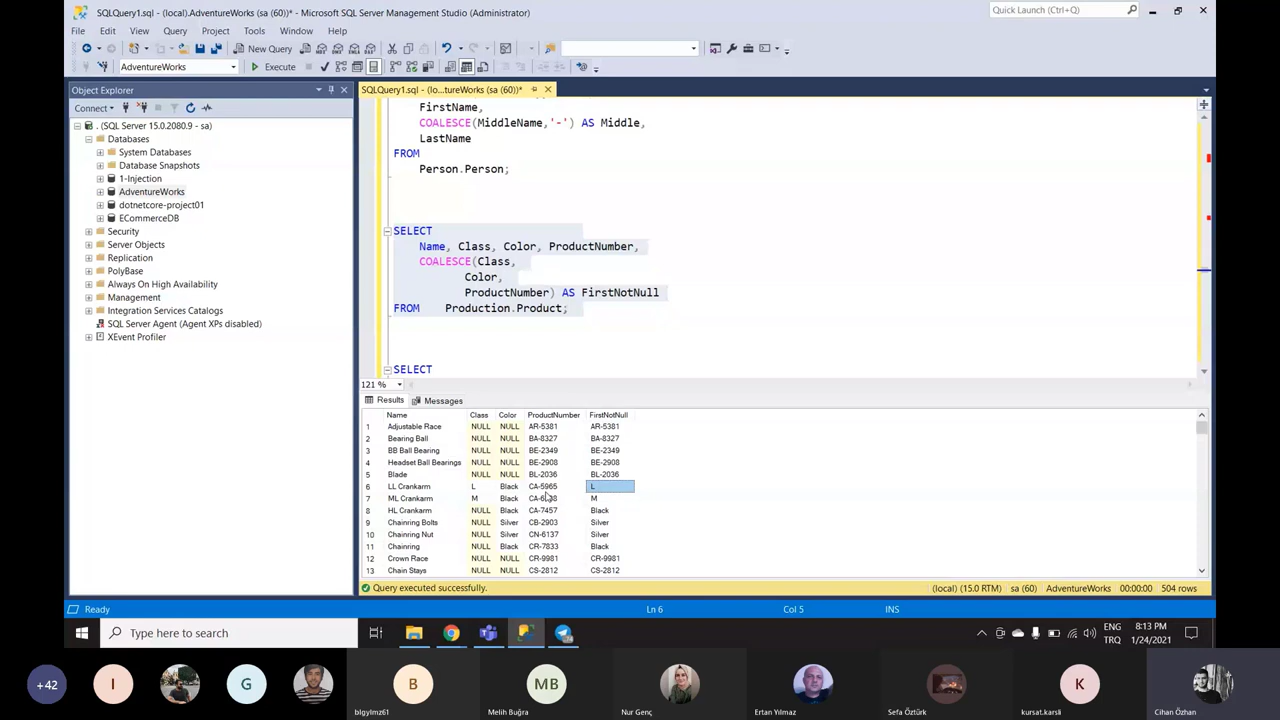 SQLQuery1.sql - (local).AdventureWorks (sa (60))* - Microsoft SQL Server Management Studio (Administrator)
Quick Launch (Ctrl+Q)
File Edit View Query Project Tools Window Help
New Query
AdventureWorks
Execute
Object Explorer
SQLQuery1.sql - (lo...tureWorks (sa (60))*
Connect
. (SQL Server 15.0.2080.9 - sa)
Databases
System Databases
Database Snapshots
1-Injection
AdventureWorks
dotnetcore-project01
ECommerceDB
Security
Server Objects
Replication
PolyBase
Always On High Availability
Management
Integration Services Catalogs
SQL Server Agent (Agent XPs disabled)
XEvent Profiler
FirstName,
COALESCE(MiddleName,'-') AS Middle,
LastName
FROM
Person.Person;
SELECT
Name, Class, Color, ProductNumber,
COALESCE(Class,
Color,
ProductNumber) AS FirstNotNull
FROM Production.Product;
SELECT
121 %
Results Messages
Name Class Color ProductNumber FirstNotNull
1 Adjustable Race NULL NULL AR-5381 AR-5381
2 Bearing Ball NULL NULL BA-8327 BA-8327
3 BB Ball Bearing NULL NULL BE-2349 BE-2349
4 Headset Ball Bearings NULL NULL BE-2908 BE-2908
5 Blade NULL NULL BL-2036 BL-2036
6 LL Crankarm L Black CA-5965 L
7 ML Crankarm M Black M
8 HL Crankarm NULL Black CA-7457 Black
9 Chainring Bolts NULL Silver CB-2903 Silver
10 Chainring Nut NULL Silver CN-6137 Silver
11 Chainring NULL Black CR-7833 Black
12 Crown Race NULL NULL CR-9981 CR-9981
13 Chain Stays NULL NULL CS-2812 CS-2812
Query executed successfully.
(local) (15.0 RTM) sa (60) AdventureWorks 00:00:00 504 rows
Ready
Ln 6
Col 5
INS
Type here to search
ENG
TRQ
8:13 PM
1/24/2021
+42
I
G
B
MB
K
blgylmz61
Melih Buğra
Nur Genç
Ertan Yılmaz
Sefa Öztürk
kursat.karsli
Cihan Özhan